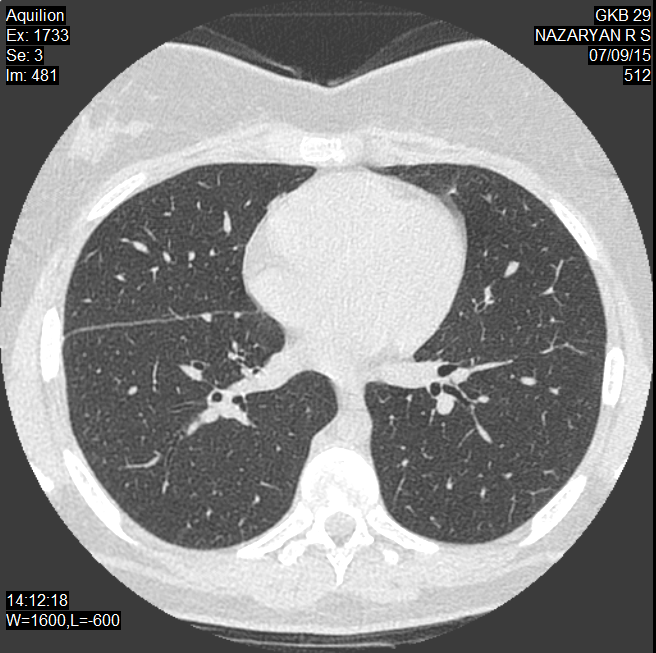 Aquilion
Ex: 1733
Se: 3
Im: 481
GKB 29
NAZARYAN R S
07/09/15
512
14:12:18
W=1600,L=-600